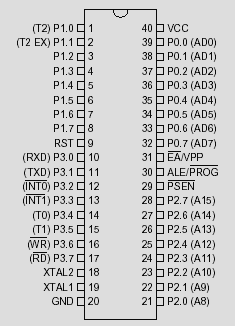 (T2) P1.0 1 40 VCC
(T2 EX) P1.1 2 39 P0.0 (AD0)
P1.2 3 38 P0.1 (AD1)
P1.3 4 37 P0.2 (AD2)
P1.4 5 36 P0.3 (AD3)
P1.5 6 35 P0.4 (AD4)
P1.6 7 34 P0.5 (AD5)
P1.7 8 33 P0.6 (AD6)
RST 9 32 P0.7 (AD7)
(RXD) P3.0 10 31 E̅A̅/VPP
(TXD) P3.1 11 30 ALE/P̅R̅O̅G̅
(I̅N̅T̅0̅) P3.2 12 29 P̅S̅E̅N̅
(I̅N̅T̅1̅) P3.3 13 28 P2.7 (A15)
(T0) P3.4 14 27 P2.6 (A14)
(T1) P3.5 15 26 P2.5 (A13)
(W̅R̅) P3.6 16 25 P2.4 (A12)
(R̅D̅) P3.7 17 24 P2.3 (A11)
XTAL2 18 23 P2.2 (A10)
XTAL1 19 22 P2.1 (A9)
GND 20 21 P2.0 (A8)